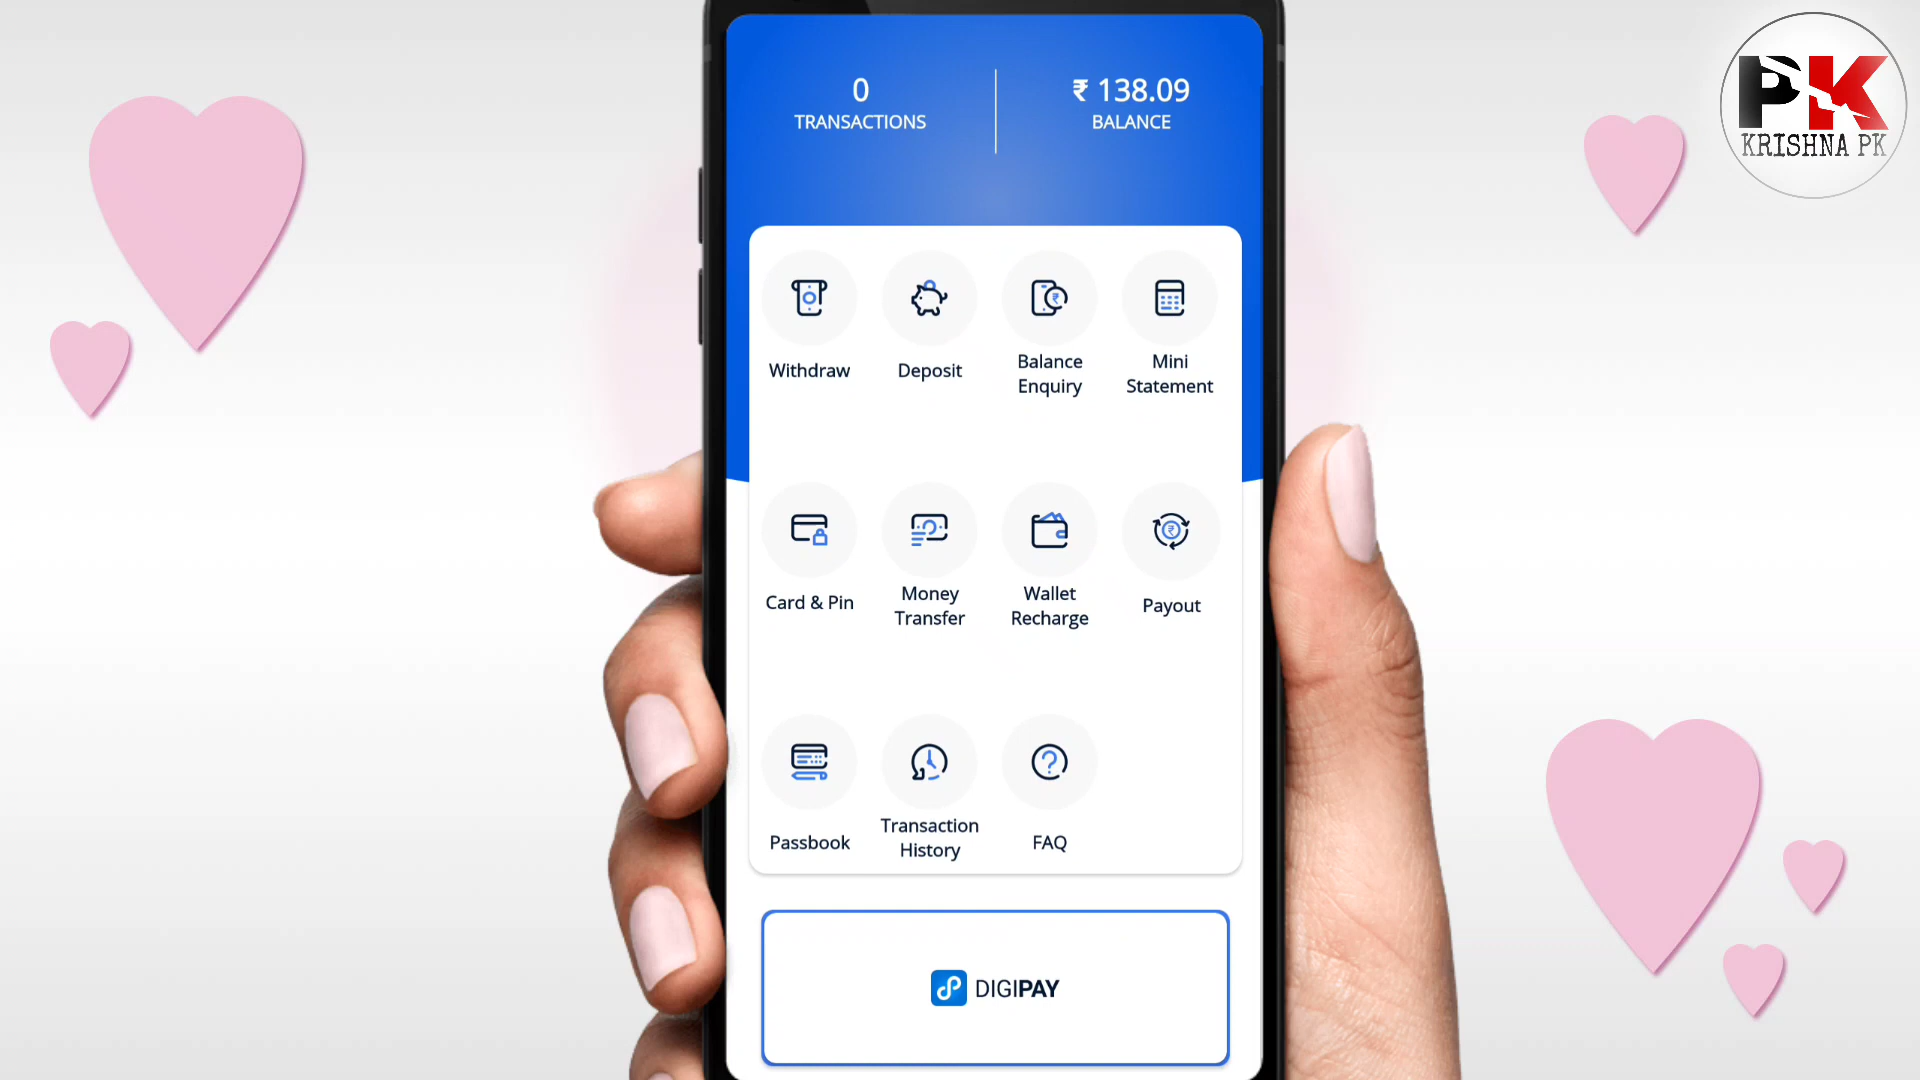 0
TRANSACTIONS
₹ 138.09
BALANCE
PK
KRISHNA PK
Withdraw
Deposit
Balance
Enquiry
Mini
Statement
Card & Pin
Money
Transfer
Wallet
Recharge
Payout
Passbook
Transaction
History
FAQ
DIGIPAY